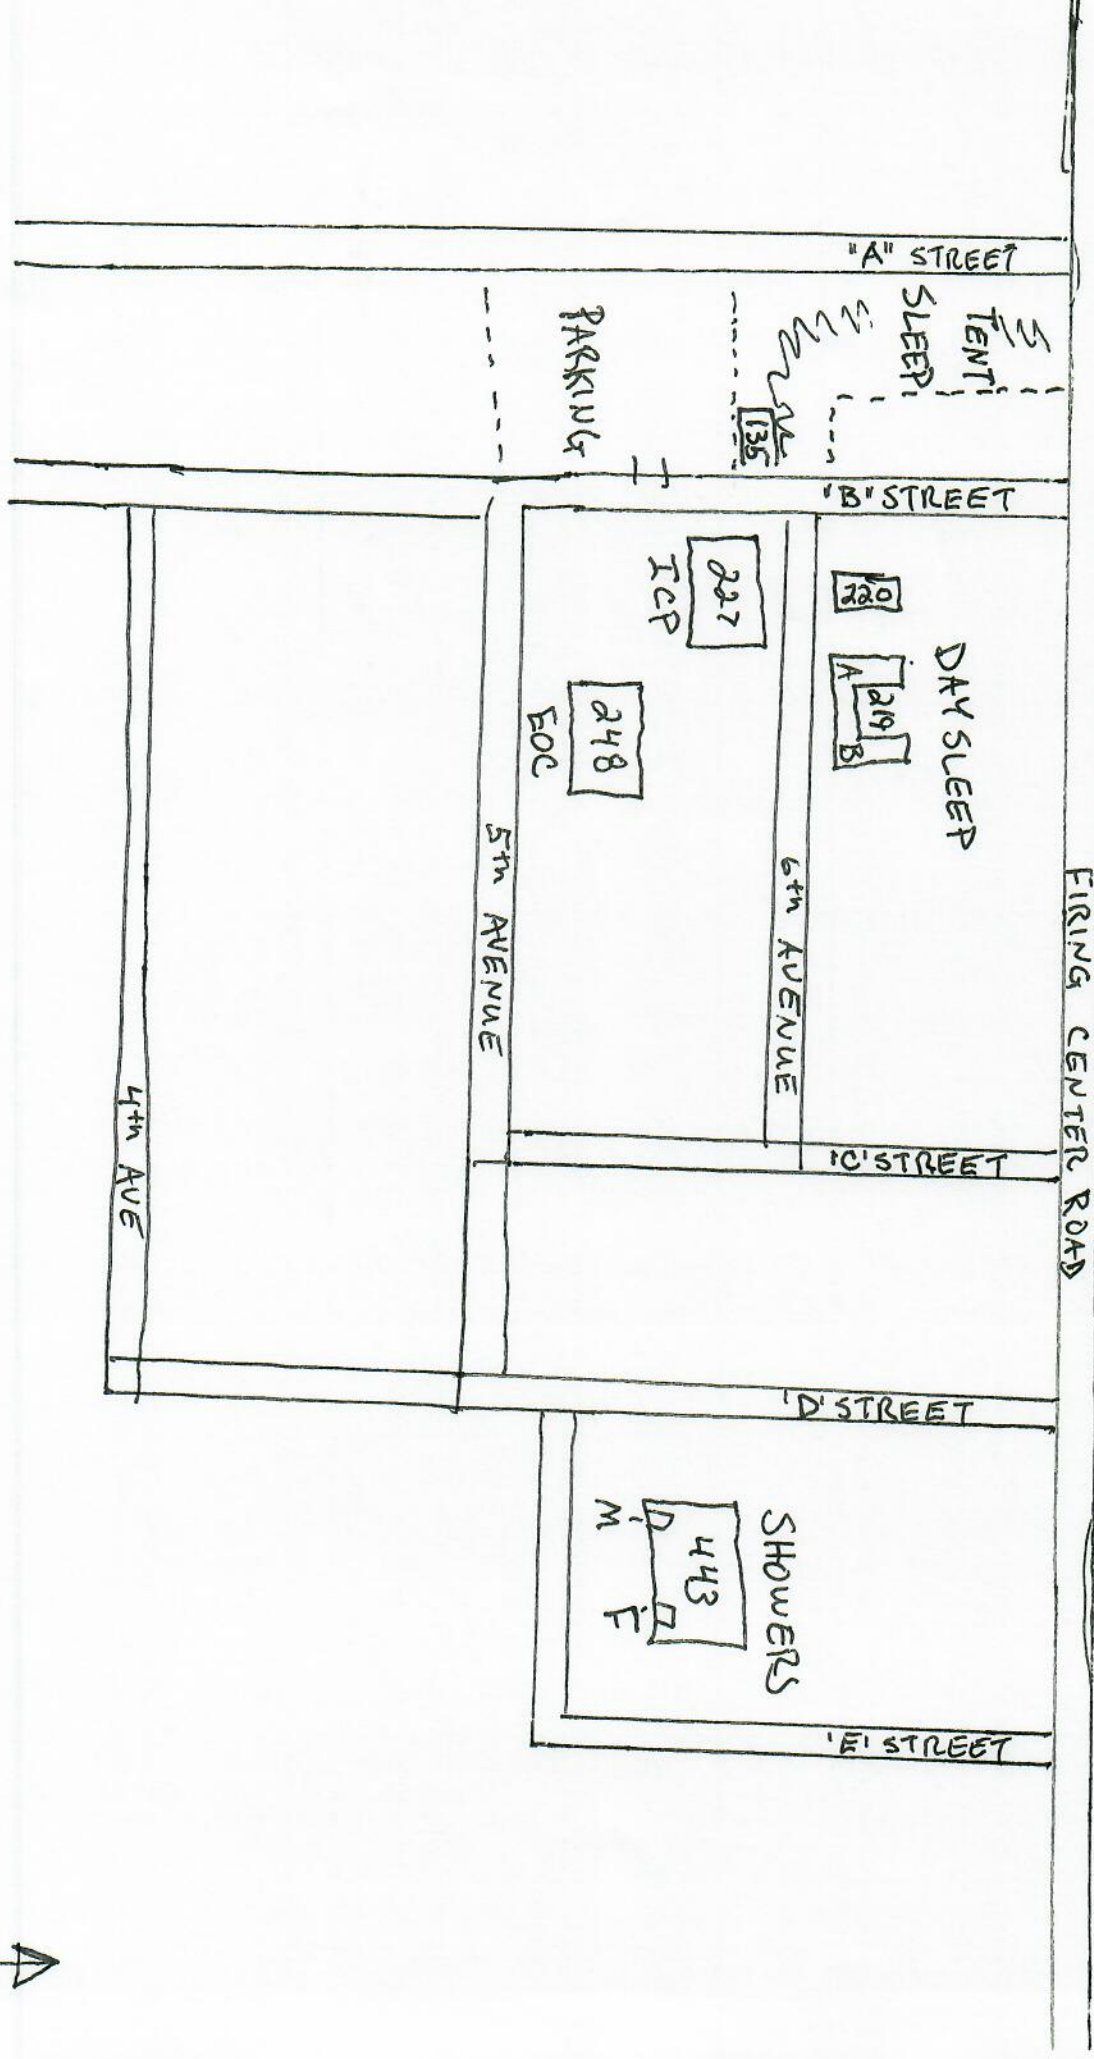 FIRING CENTER ROAD
"A" STREET
TENT
SLEEP
135
PARKING
"B" STREET
220
DAY SLEEP
A
219
B
227
ICP
248
EOC
6th AVENUE
5th AVENUE
4th AVE
'C' STREET
'D' STREET
SHOWERS
443
M
F
'E' STREET